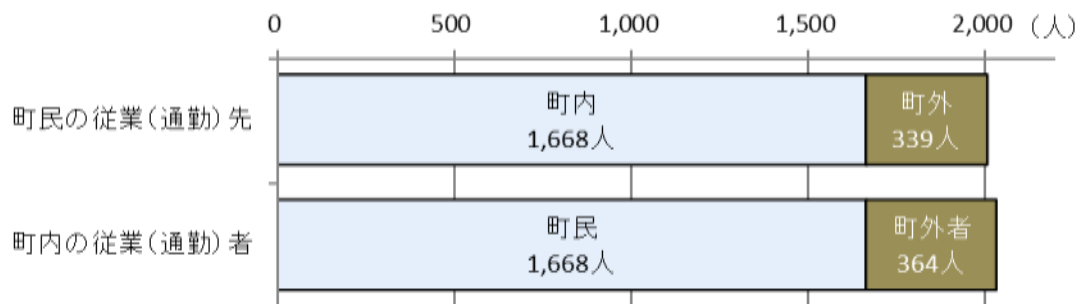 0 500 1,000 1,500 2,000 (人)
町民の従業(通勤)先
町内
1,668人
町外
339人
町内の従業(通勤)者
町民
1,668人
町外者
364人